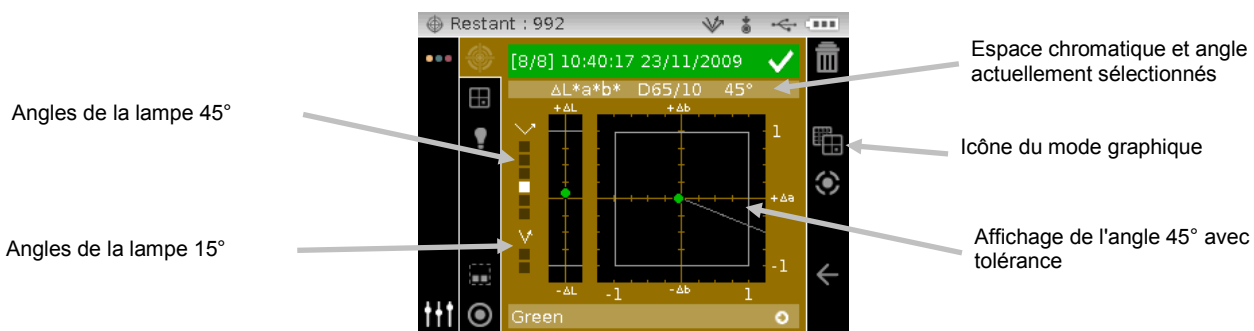 Restant : 992
[8/8] 10:40:17 23/11/2009
ΔL*a*b* D65/10 45°
+ΔL
+Δb
1
+Δa
-1
-ΔL
-1
-Δb
1
Green
Angles de la lampe 45°
Angles de la lampe 15°
Espace chromatique et angle
actuellement sélectionnés
Icône du mode graphique
Affichage de l'angle 45° avec
tolérance